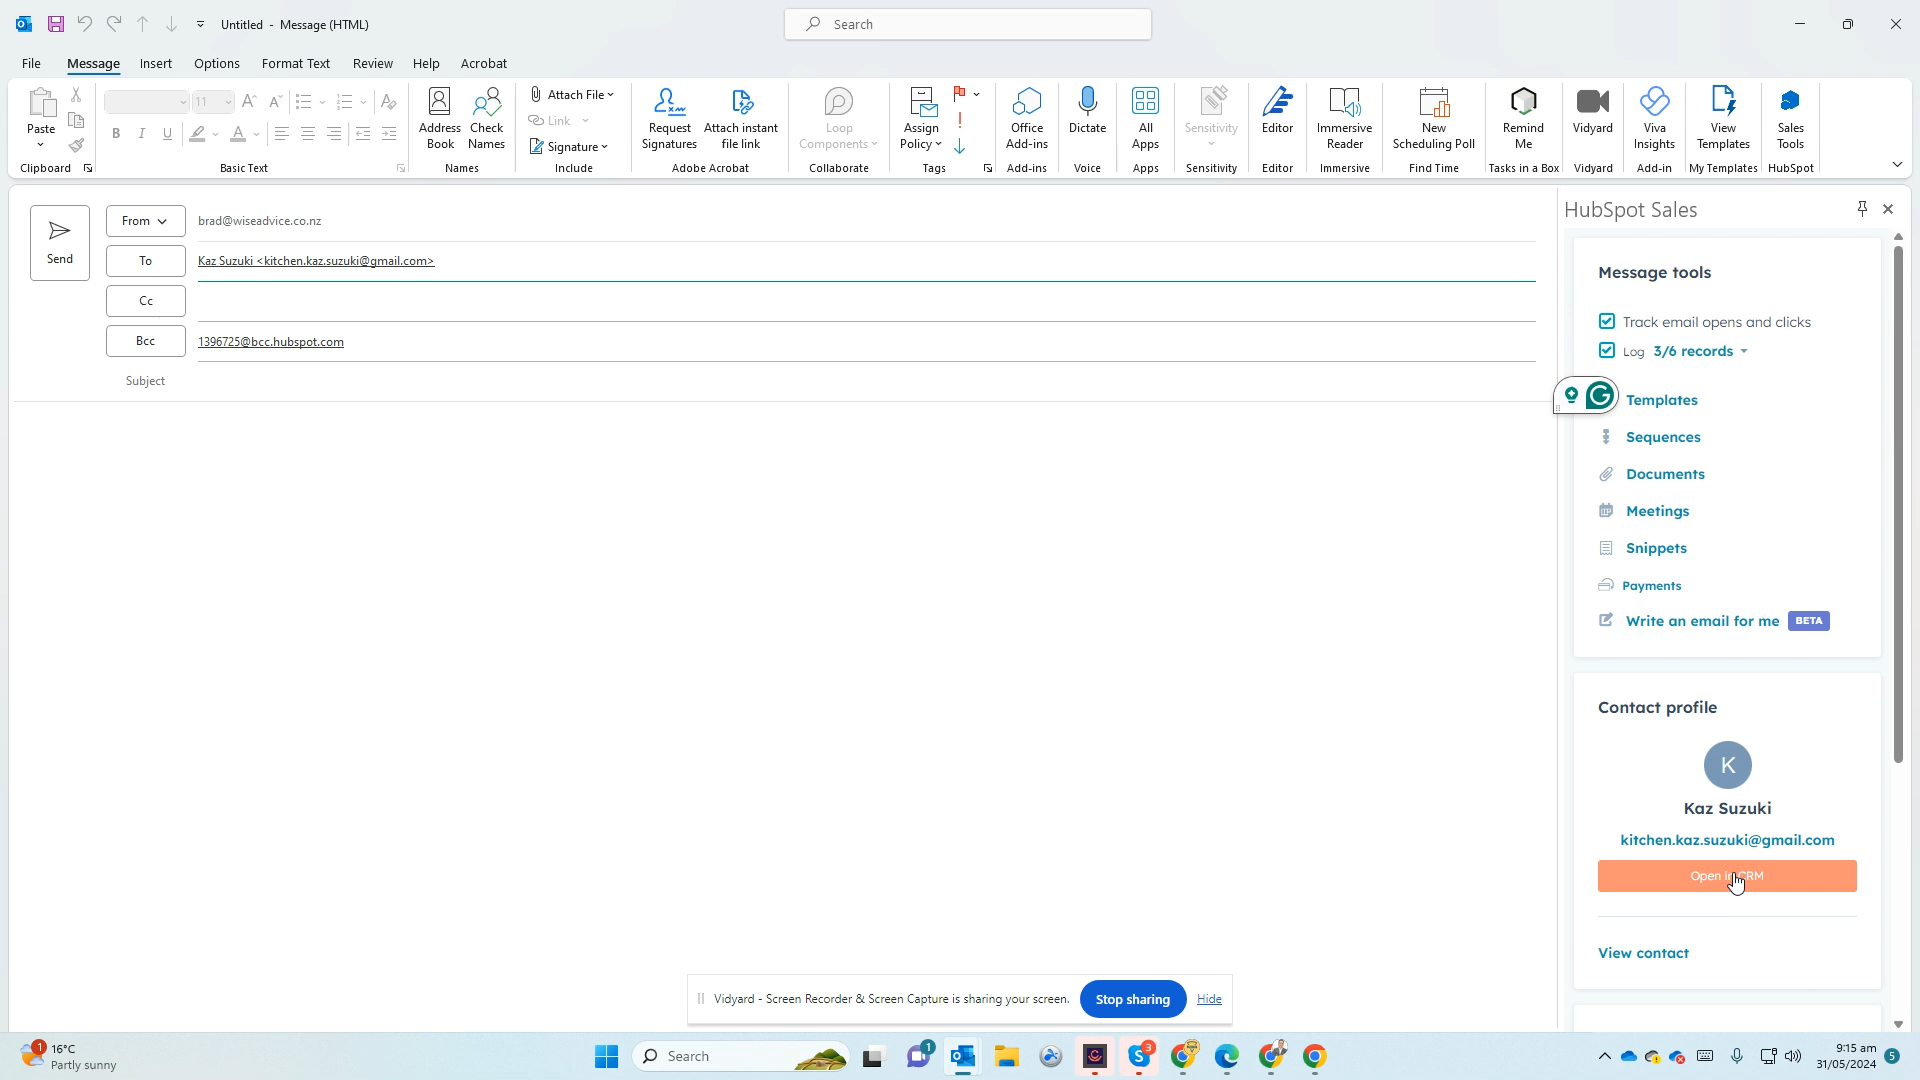 Untitled - Message (HTML)
Search
File
Message
Insert
Options
Format Text
Review
Help
Acrobat
Paste
11
B I U
A
Address Book
Check Names
Attach File
Link
Signature
Request Signatures
Attach instant file link
Loop Components
Assign Policy
Office Add-ins
Dictate
All Apps
Sensitivity
Editor
Immersive Reader
New Scheduling Poll
Remind Me
Vidyard
Viva Insights
View Templates
Sales Tools
Clipboard
Basic Text
Names
Include
Adobe Acrobat
Collaborate
Tags
Add-ins
Voice
Apps
Sensitivity
Editor
Immersive
Find Time
Tasks in a Box
Vidyard
Add-in
My Templates
HubSpot
Send
From
brad@wiseadvice.co.nz
To
Kaz Suzuki <kitchen.kaz.suzuki@gmail.com>
Cc
Bcc
1396725@bcc.hubspot.com
Subject
HubSpot Sales
Message tools
Track email opens and clicks
Log 3/6 records
Templates
Sequences
Documents
Meetings
Snippets
Payments
Write an email for me BETA
Contact profile
K
Kaz Suzuki
kitchen.kaz.suzuki@gmail.com
Open in CRM
View contact
Vidyard - Screen Recorder & Screen Capture is sharing your screen.
Stop sharing
Hide
1
16°C
Partly sunny
Search
1
3
9:15 am
31/05/2024
5